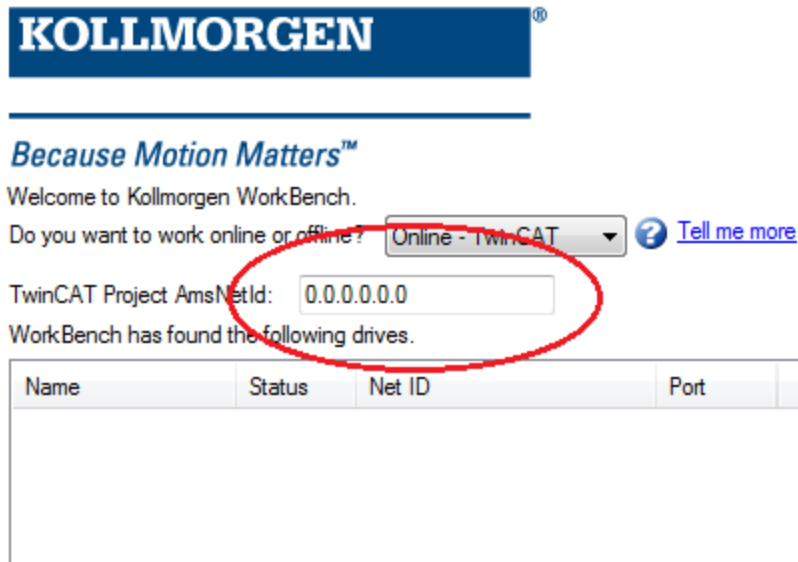 KOLLMORGEN®
Because Motion Matters™
Welcome to Kollmorgen WorkBench.
Do you want to work online or offline? Online - TwinCAT Tell me more
TwinCAT Project AmsNetId: 0.0.0.0.0.0
WorkBench has found the following drives.
Name Status Net ID Port